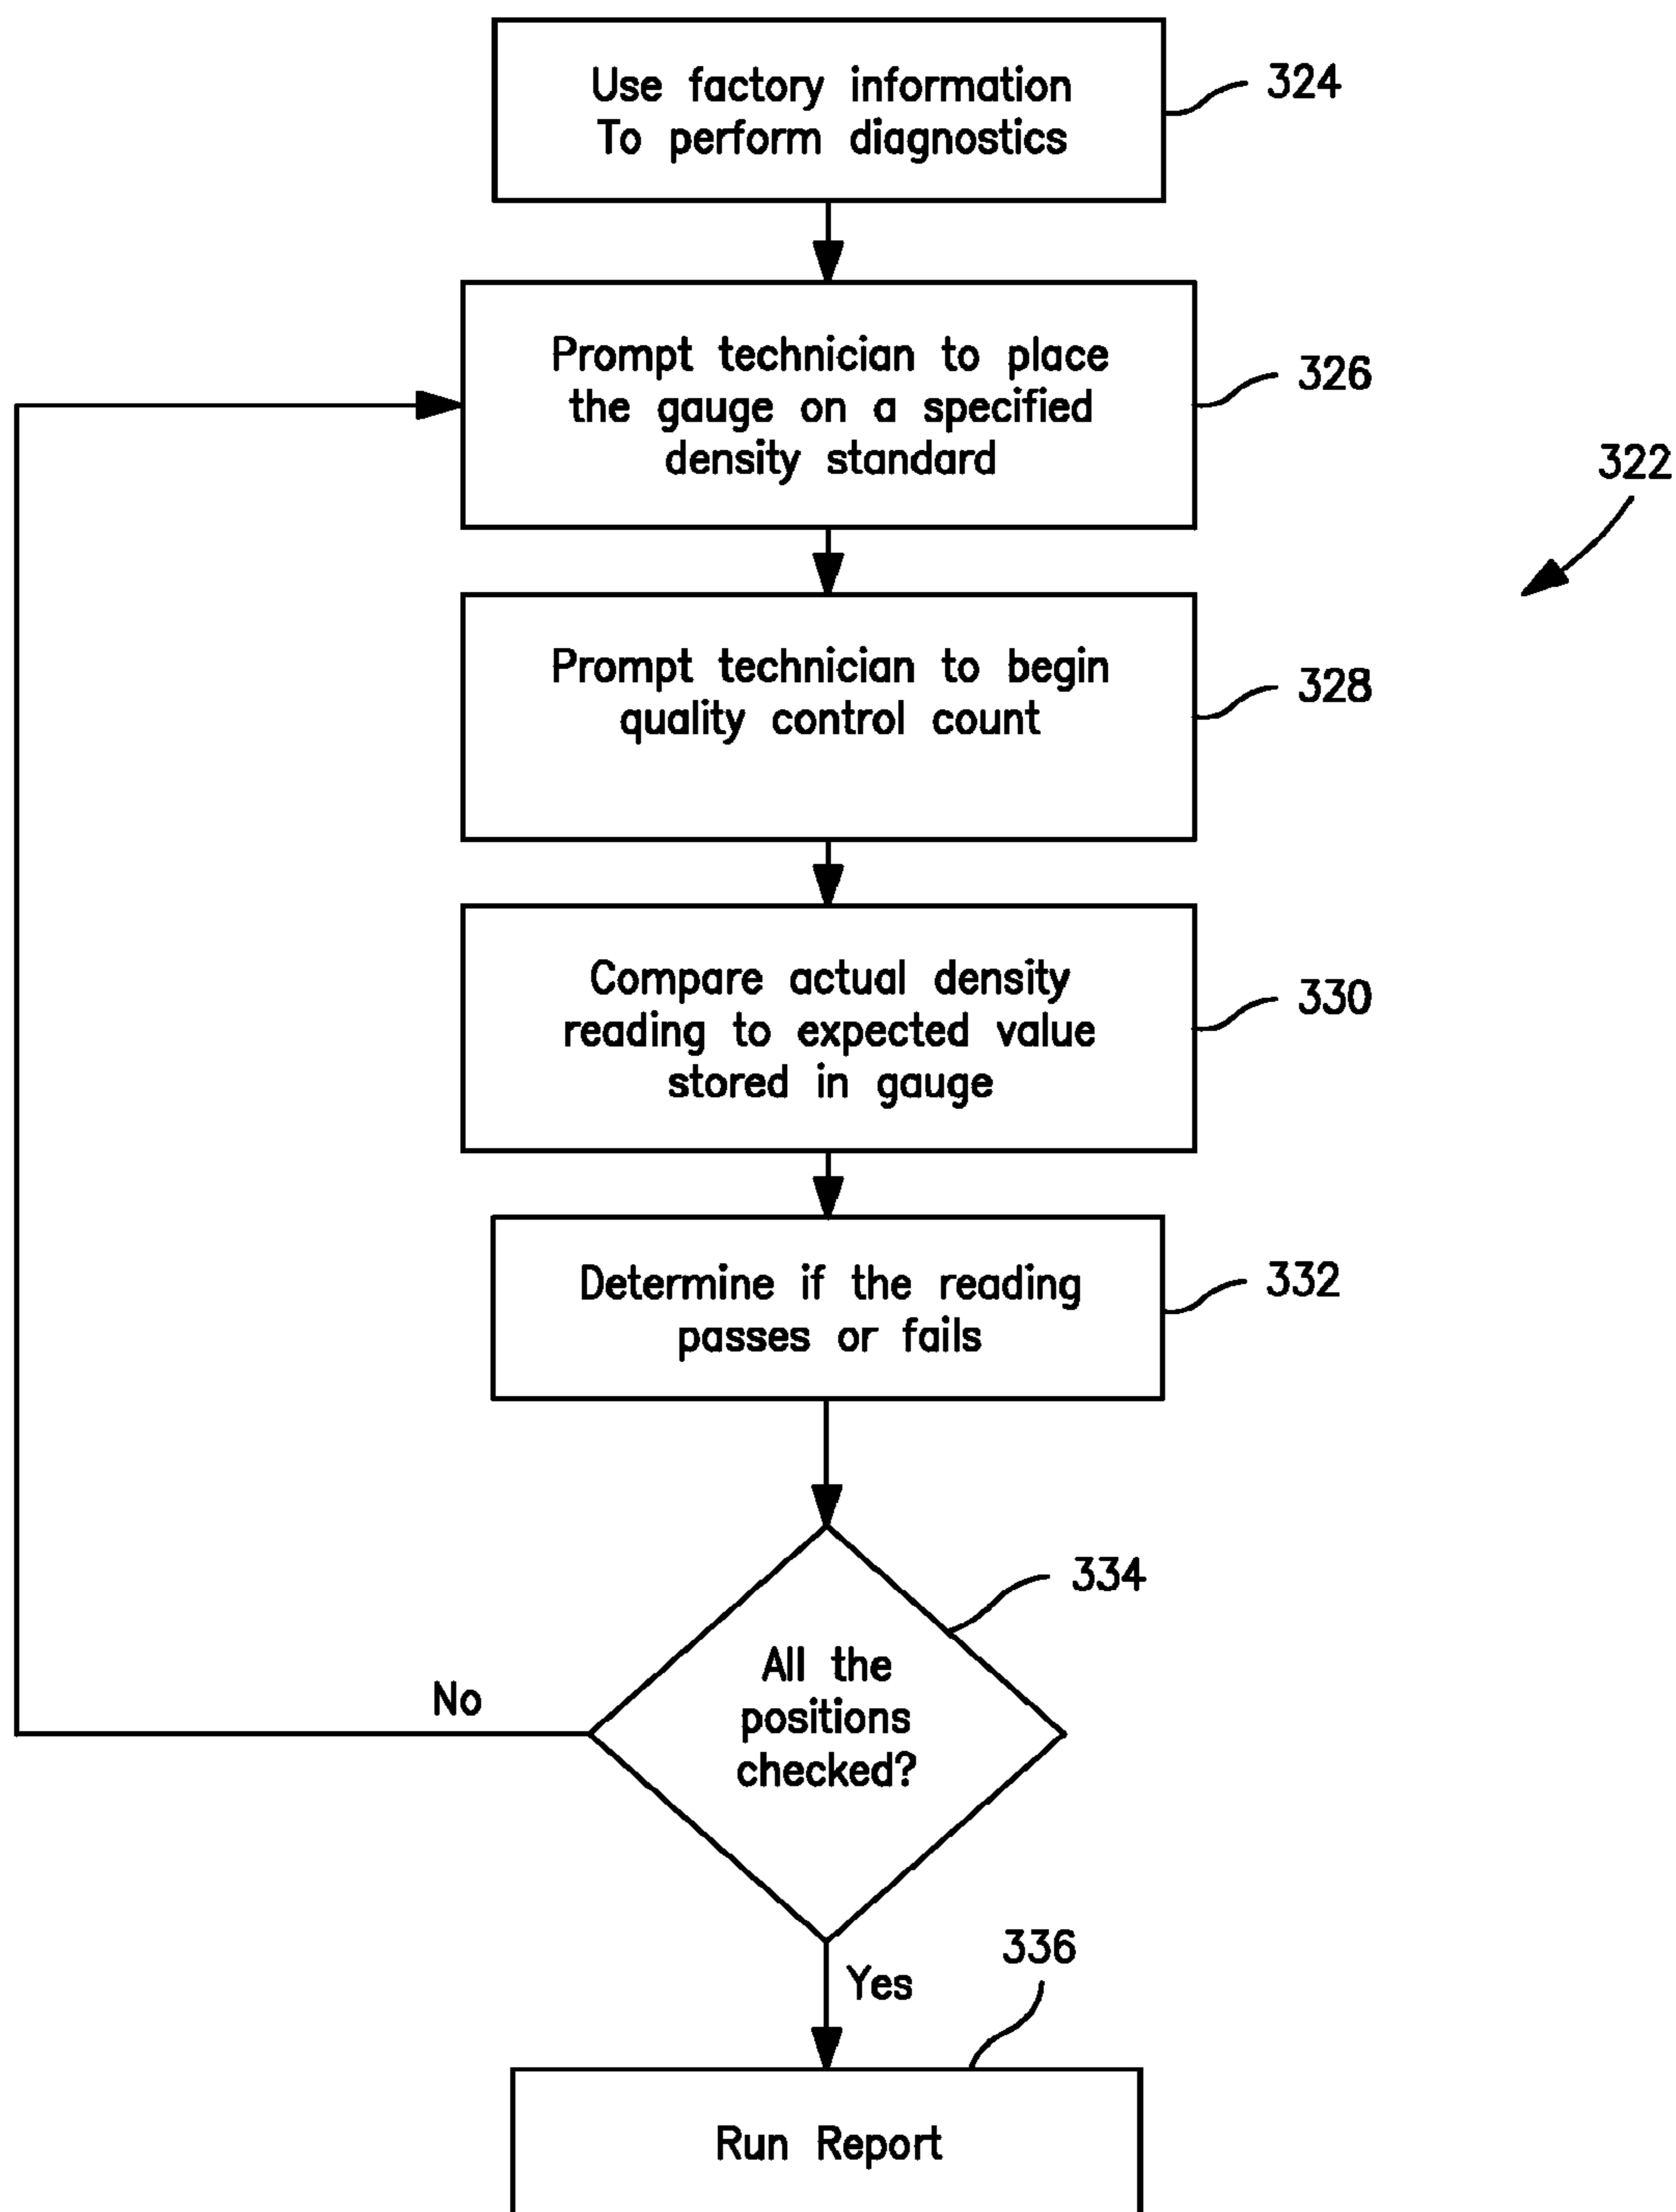 Use factory information
To perform diagnostics
324
Prompt technician to place
the gauge on a specified
density standard
326
322
Prompt technician to begin
quality control count
328
Compare actual density
reading to expected value
stored in gauge
330
Determine if the reading
passes or fails
332
334
All the
positions
checked?
No
Yes
336
Run Report